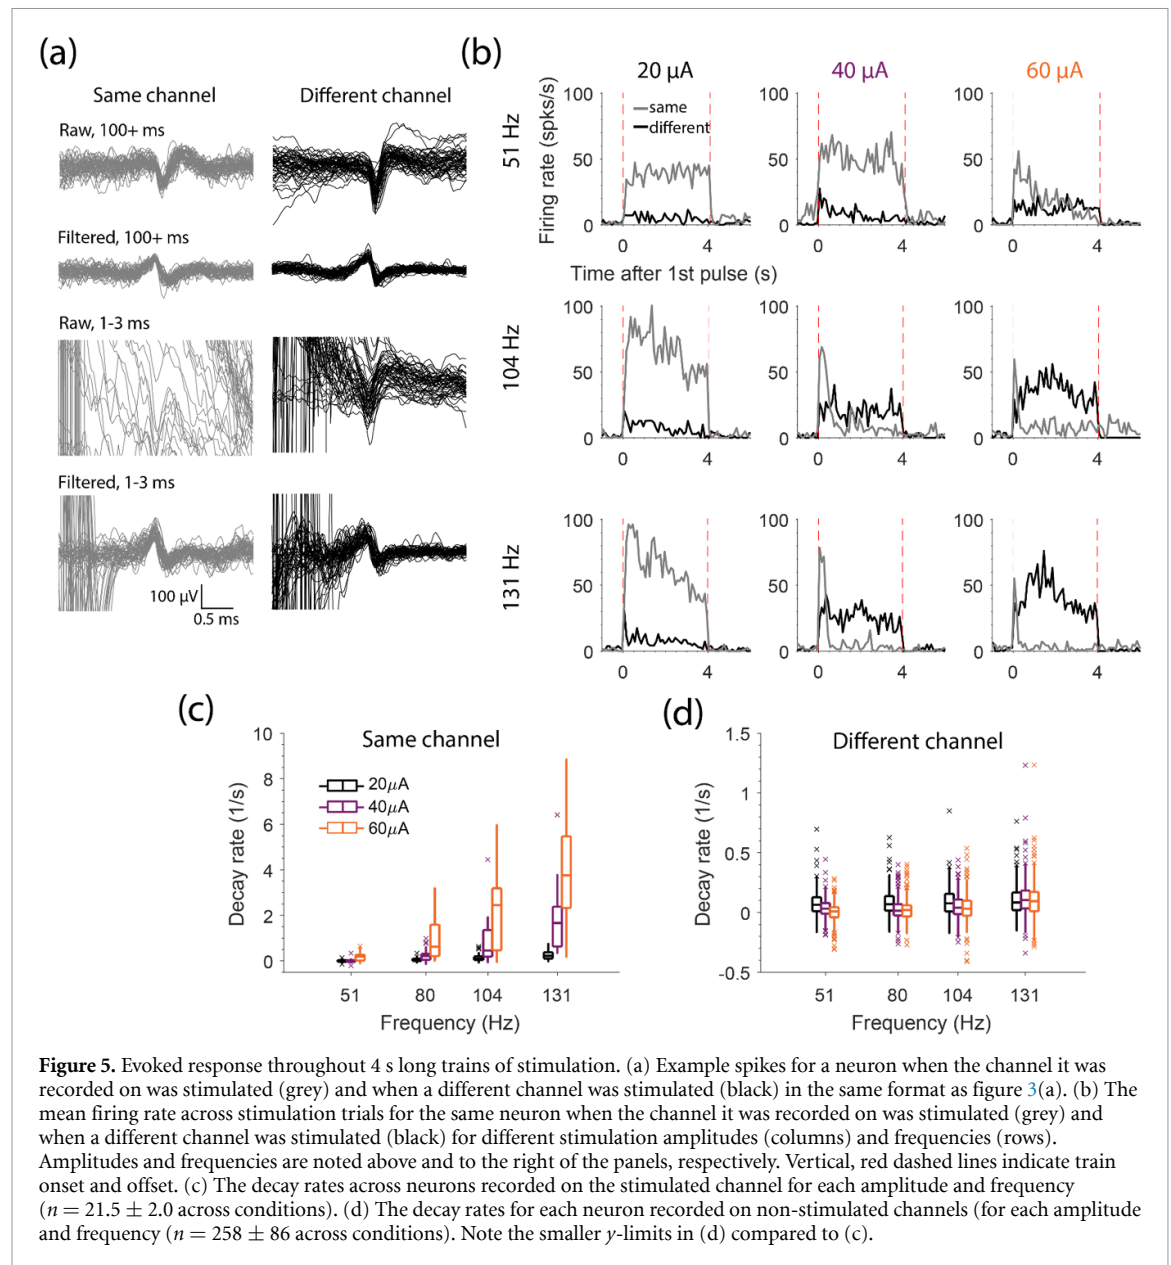 (a)
Same channel
Different channel
Raw, 100+ ms
Filtered, 100+ ms
Raw, 1-3 ms
Filtered, 1-3 ms
100 µV
0.5 ms
(b)
20 µA
40 µA
60 µA
51 Hz
Firing rate (spks/s)
100
50
0
same
different
0
4
100
50
0
0
4
100
50
0
0
4
Time after 1st pulse (s)
104 Hz
100
50
0
0
4
100
50
0
0
4
100
50
0
0
4
131 Hz
100
50
0
0
4
100
50
0
0
4
100
50
0
0
4
(c)
Same channel
Decay rate (1/s)
10
8
6
4
2
0
20µA
40µA
60µA
51
80
104
131
Frequency (Hz)
(d)
Different channel
Decay rate (1/s)
1.5
1
0.5
0
-0.5
51
80
104
131
Frequency (Hz)
Figure 5. Evoked response throughout 4 s long trains of stimulation. (a) Example spikes for a neuron when the channel it was
recorded on was stimulated (grey) and when a different channel was stimulated (black) in the same format as figure 3(a). (b) The
mean firing rate across stimulation trials for the same neuron when the channel it was recorded on was stimulated (grey) and
when a different channel was stimulated (black) for different stimulation amplitudes (columns) and frequencies (rows).
Amplitudes and frequencies are noted above and to the right of the panels, respectively. Vertical, red dashed lines indicate train
onset and offset. (c) The decay rates across neurons recorded on the stimulated channel for each amplitude and frequency
(n = 21.5 ± 2.0 across conditions). (d) The decay rates for each neuron recorded on non-stimulated channels (for each amplitude
and frequency (n = 258 ± 86 across conditions). Note the smaller y-limits in (d) compared to (c).